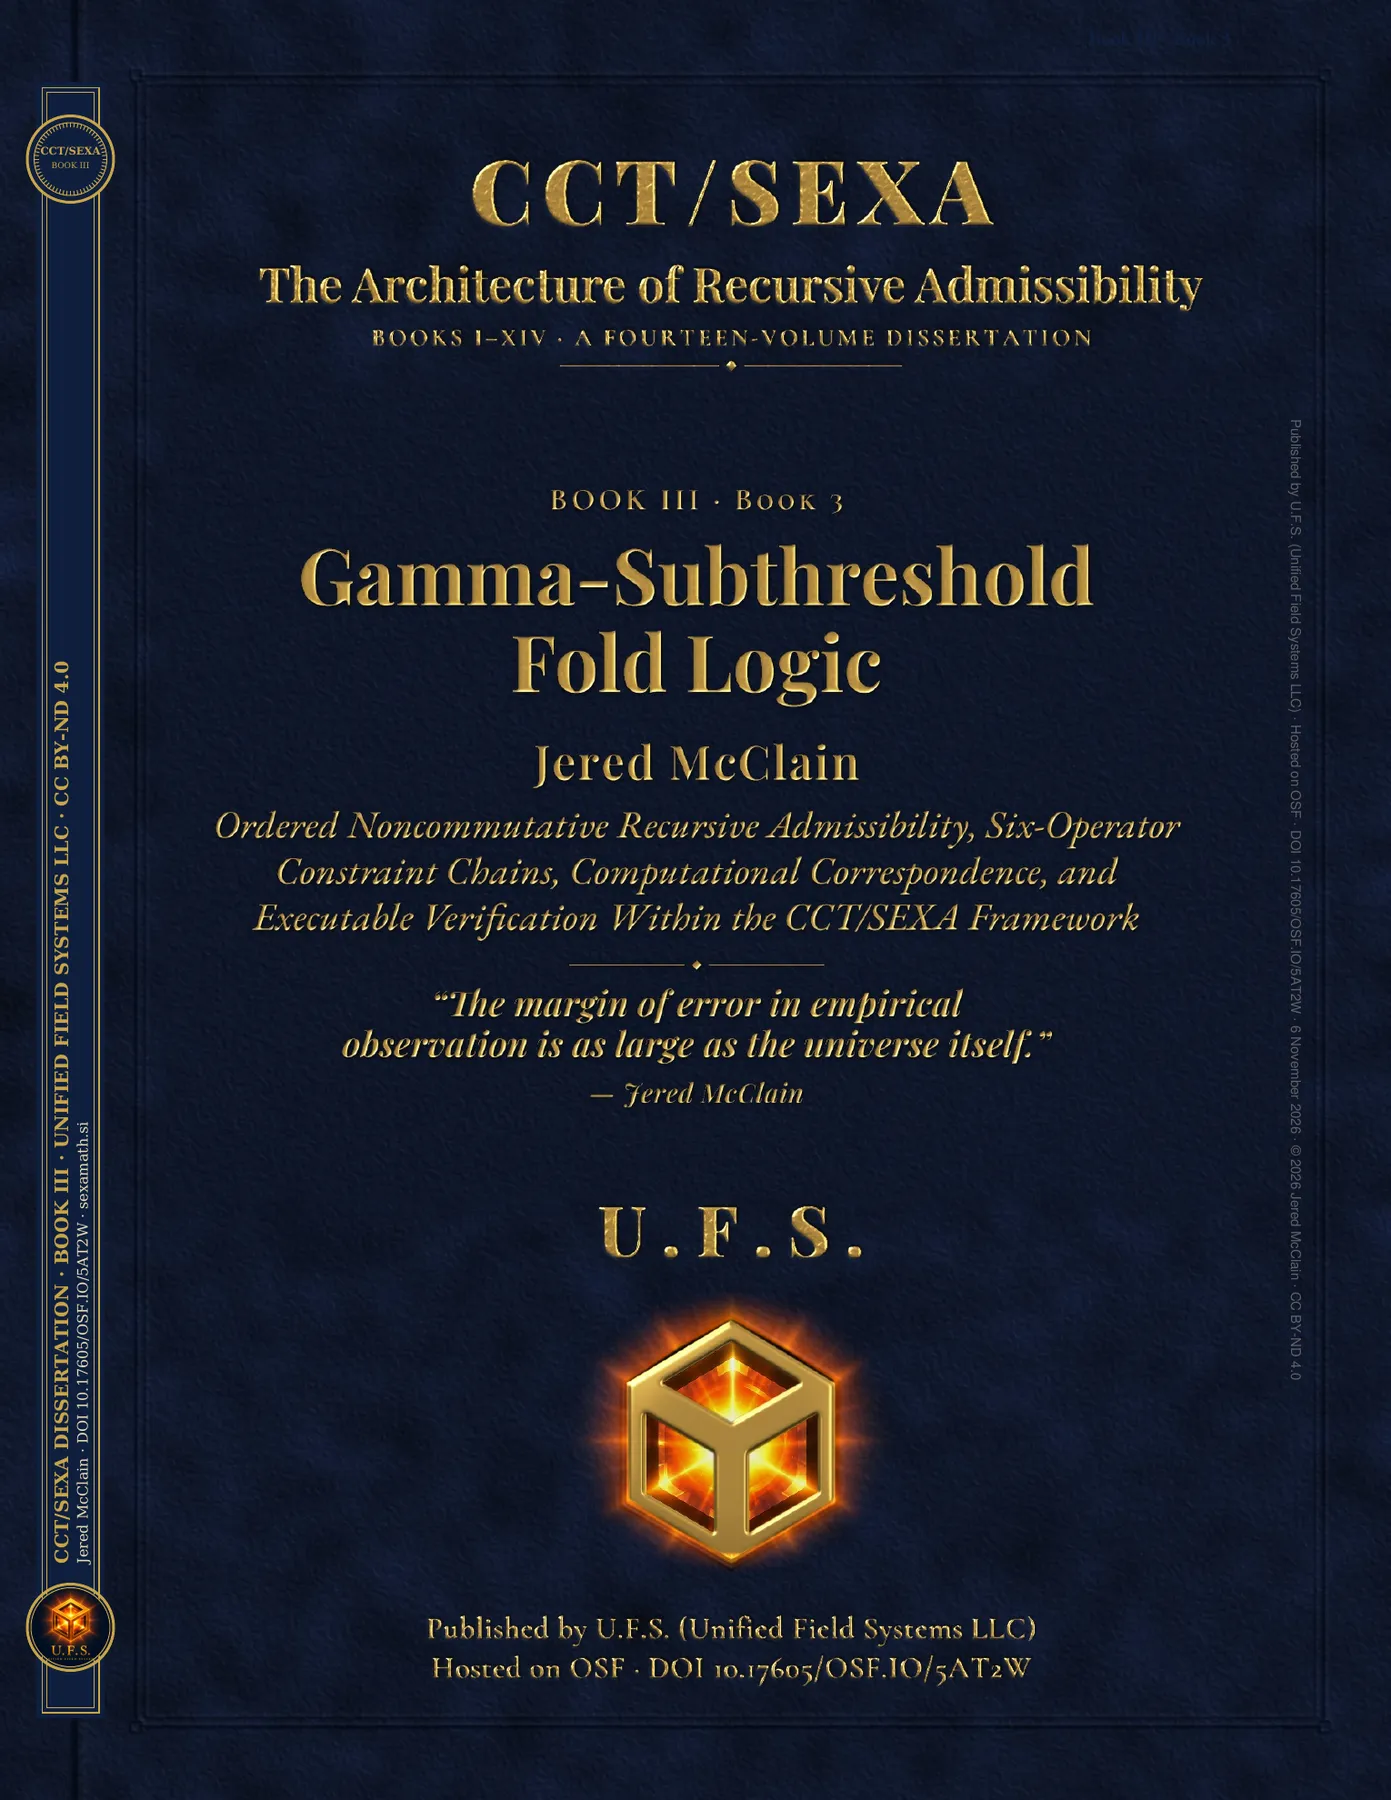 CCT/SEXA
The Architecture of Recursive Admissibility
BOOKS I–XIV · A FOURTEEN-VOLUME DISSERTATION
BOOK III · Book 3
Gamma-Subthreshold
Fold Logic
Jered McClain
Ordered Noncommutative Recursive Admissibility, Six-Operator
Constraint Chains, Computational Correspondence, and
Executable Verification Within the CCT/SEXA Framework
“The margin of error in empirical
observation is as large as the universe itself.”
— Jered McClain
U.F.S.
Published by U.F.S. (Unified Field Systems LLC)
Hosted on OSF · DOI 10.17605/OSF.IO/5AT2W
CCT/SEXA
BOOK III
CCT/SEXA DISSERTATION · BOOK III · UNIFIED FIELD SYSTEMS LLC · CC BY-ND 4.0
Jered McClain · DOI 10.17605/OSF.IO/5AT2W · sexamath.si
U.F.S.
Published by U.F.S. (Unified Field Systems LLC) · Hosted on OSF · DOI 10.17605/OSF.IO/5AT2W · 6 November 2026 · © 2026 Jered McClain · CC BY-ND 4.0